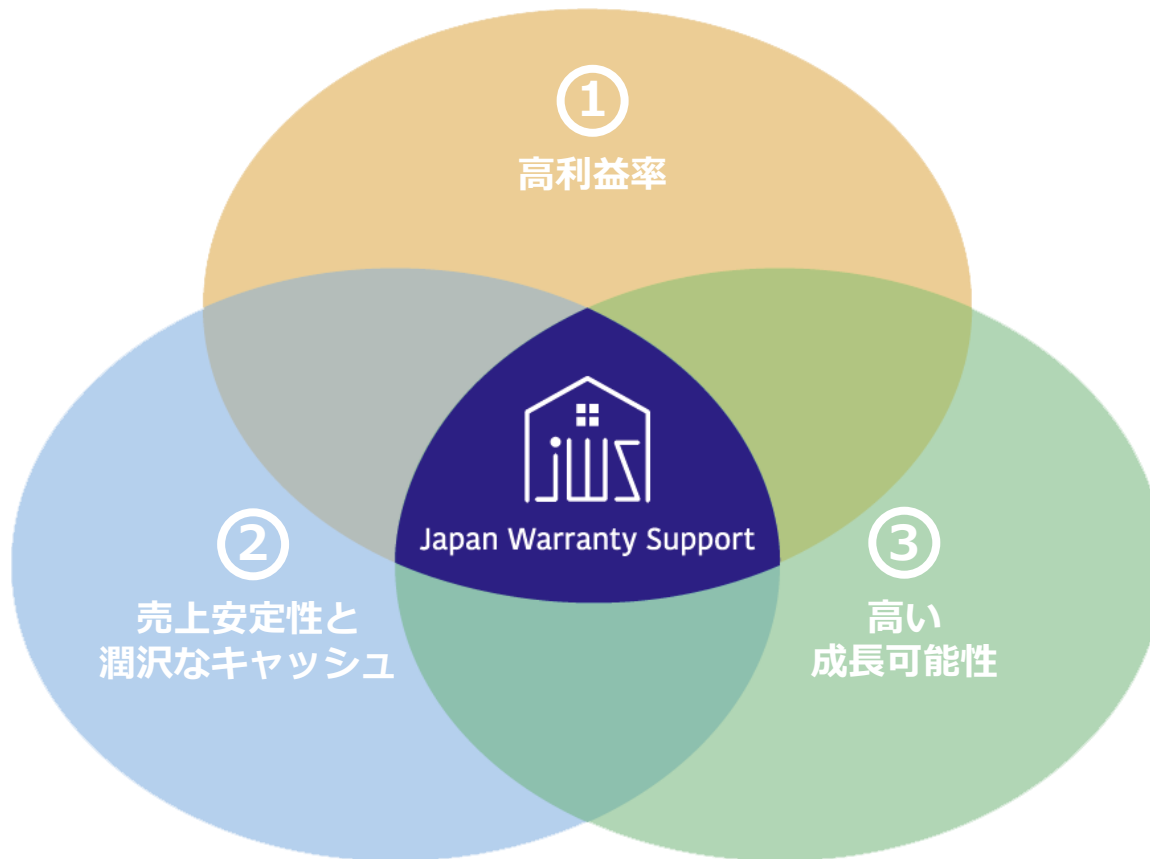 ①
高利益率
jws
Japan Warranty Support
②
売上安定性と
潤沢なキャッシュ
③
高い
成長可能性